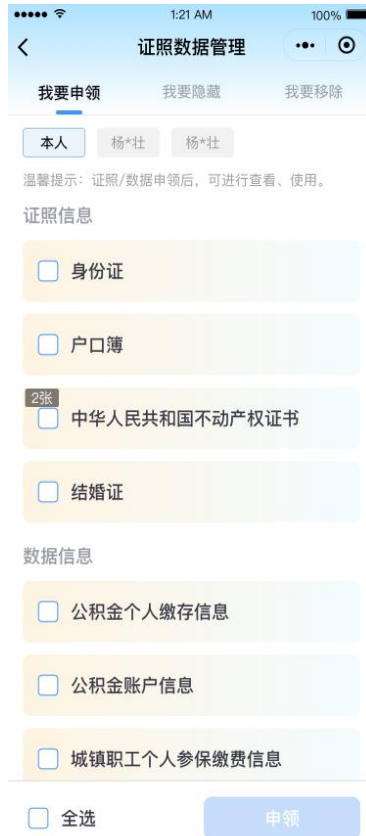 1:21 AM
100%
证照数据管理
我要申领
我要隐藏
我要移除
本人
杨*壮
杨*壮
温馨提示：证照/数据申领后，可进行查看、使用。
证照信息
身份证
户口簿
2张
中华人民共和国不动产权证书
结婚证
数据信息
公积金个人缴存信息
公积金账户信息
城镇职工个人参保缴费信息
全选
申领